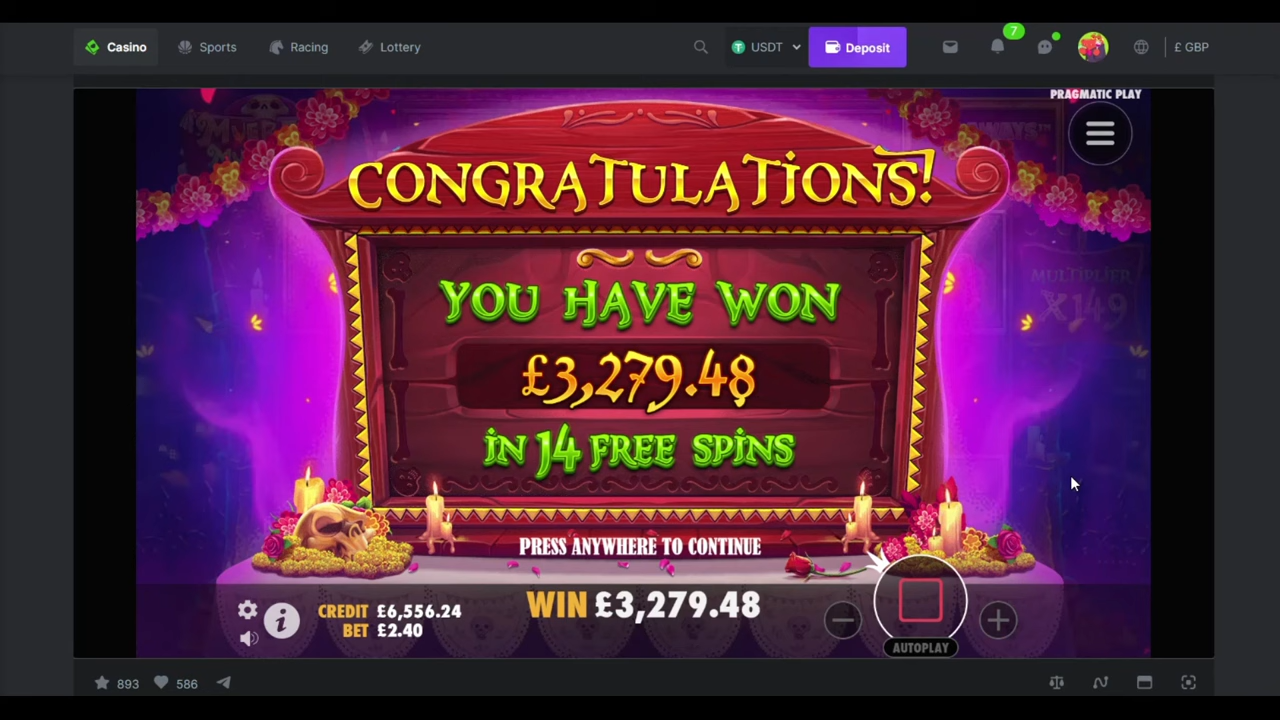 Casino Sports Racing Lottery USDT Deposit 7 £ GBP
PRAGMATIC PLAY
CONGRATULATIONS!
YOU HAVE WON
MULTIPLIER
X149
£3,279.48
IN 14 FREE SPINS
PRESS ANYWHERE TO CONTINUE
CREDIT £6,556.24
BET £2.40
WIN £3,279.48
AUTOPLAY
893 586